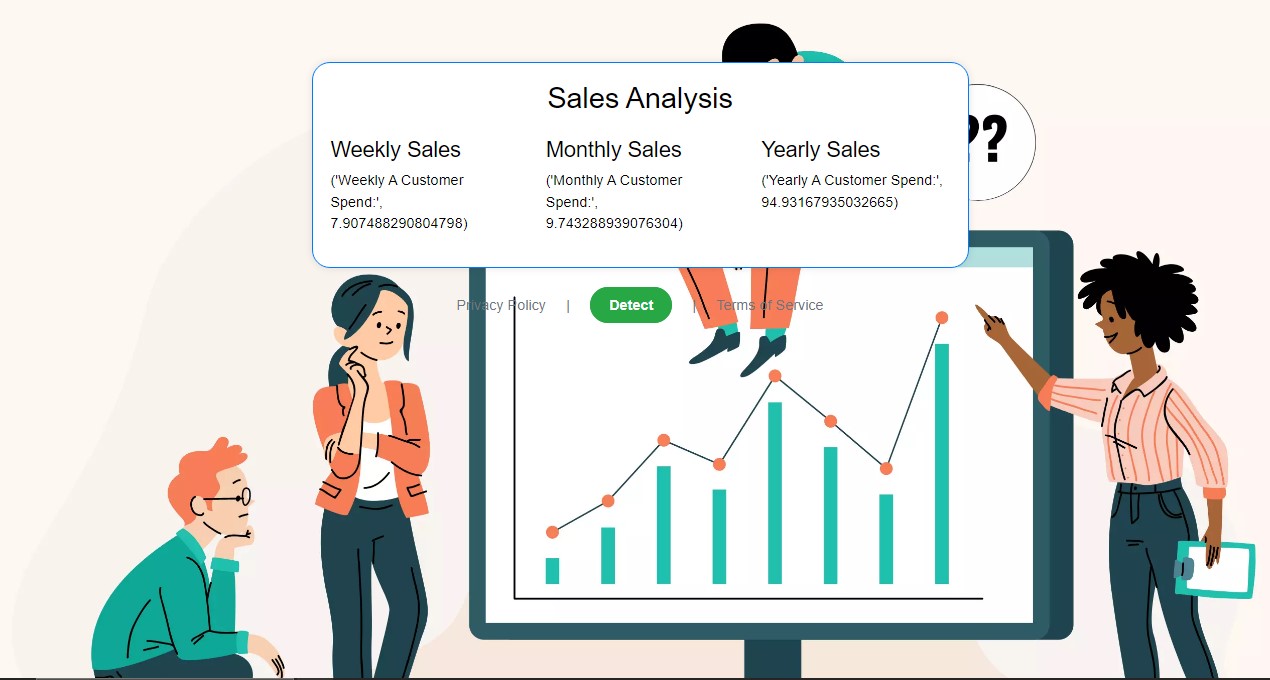 Sales Analysis
Weekly Sales
('Weekly A Customer
Spend:',
7.907488290804798)
Monthly Sales
('Monthly A Customer
Spend:',
9.743288939076304)
Yearly Sales
('Yearly A Customer Spend:',
94.93167935032665)
??
Privacy Policy | Detect | Terms of Service